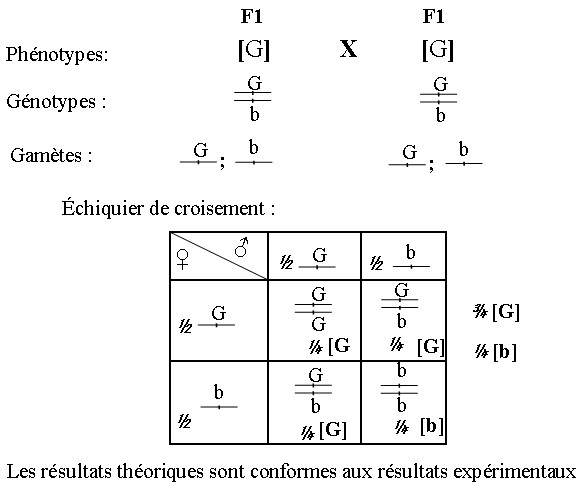 F1 F1
Phénotypes: [G] X [G]
Génotypes : G G
b b
Gamètes : G ; b G ; b
Échiquier de croisement :
♀ ♂ ½ G ½ b
½ G G G
G b
¼ [G ¼ [G]
¾ [G]
¼ [b]
½ b G b
b b
¼ [G] ¼ [b]
Les résultats théoriques sont conformes aux résultats expérimentaux